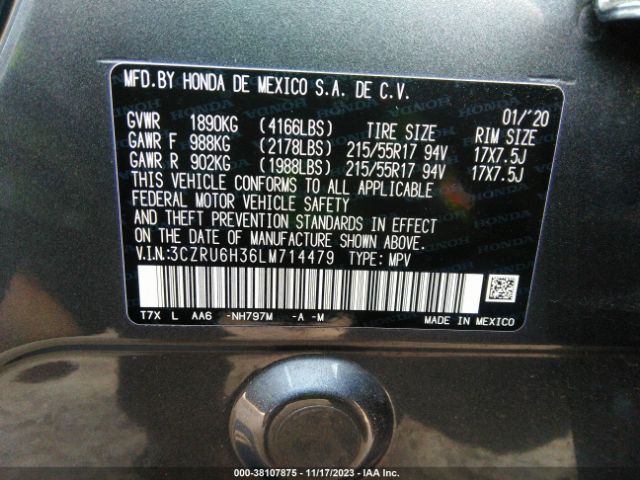 MFD.BY HONDA DE MEXICO S.A. DE C.V.
01/'20
GVWR 1890KG (4166LBS) TIRE SIZE RIM SIZE
GAWR F 988KG (2178LBS) 215/55R17 94V 17X7.5J
GAWR R 902KG (1988LBS) 215/55R17 94V 17X7.5J
THIS VEHICLE CONFORMS TO ALL APPLICABLE
FEDERAL MOTOR VEHICLE SAFETY
AND THEFT PREVENTION STANDARDS IN EFFECT
ON THE DATE OF MANUFACTURE SHOWN ABOVE.
V.I.N:3CZRU6H36LM714479 TYPE: MPV
T7X L AA6 -NH797M -A -M MADE IN MEXICO
000-38107875 - 11/17/2023 - IAA Inc.